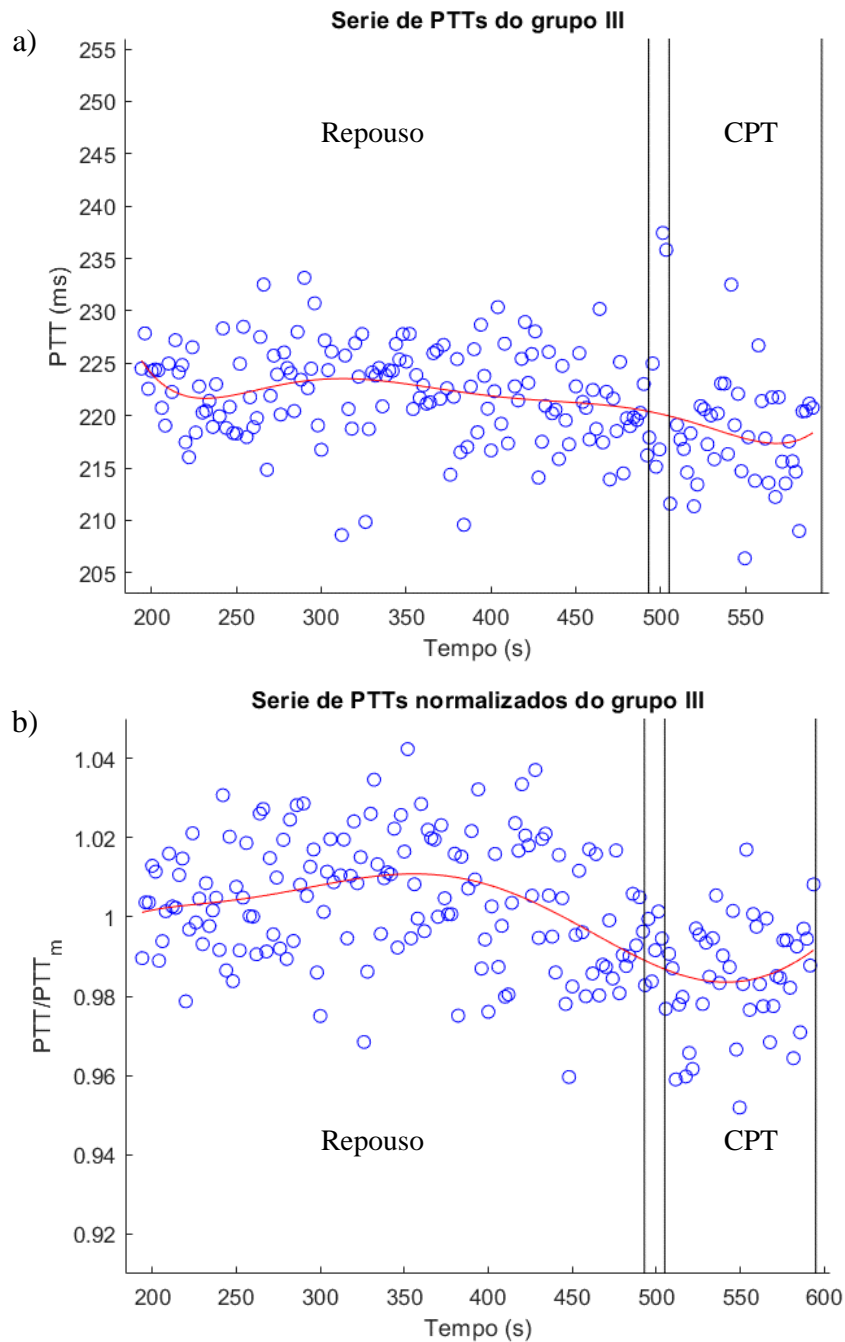 a)
Serie de PTTs do grupo III
255
250
245
240
235
230
225
220
215
210
205
PTT (ms)
Repouso
CPT
200 250 300 350 400 450 500 550
Tempo (s)
b)
Serie de PTTs normalizados do grupo III
1.04
1.02
1
0.98
0.96
0.94
0.92
PTT/PTT_m
Repouso
CPT
200 250 300 350 400 450 500 550 600
Tempo (s)